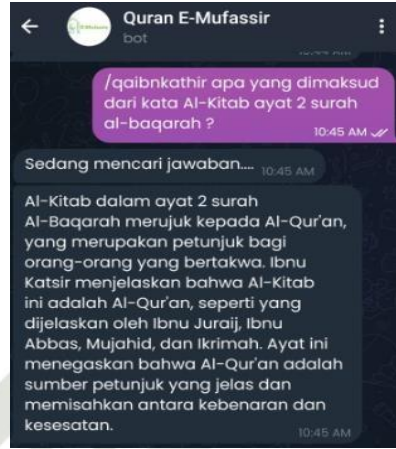 Quran E-Mufassir
bot
/qaibnkathir apa yang dimaksud
dari kata Al-Kitab ayat 2 surah
al-baqarah ?
10:45 AM
Sedang mencari jawaban....
10:45 AM
Al-Kitab dalam ayat 2 surah
Al-Baqarah merujuk kepada Al-Qur'an,
yang merupakan petunjuk bagi
orang-orang yang bertakwa. Ibnu
Katsir menjelaskan bahwa Al-Kitab
ini adalah Al-Qur'an, seperti yang
dijelaskan oleh Ibnu Juraij, Ibnu
Abbas, Mujahid, dan Ikrimah. Ayat ini
menegaskan bahwa Al-Qur'an adalah
sumber petunjuk yang jelas dan
memisahkan antara kebenaran dan
kesesatan.
10:45 AM